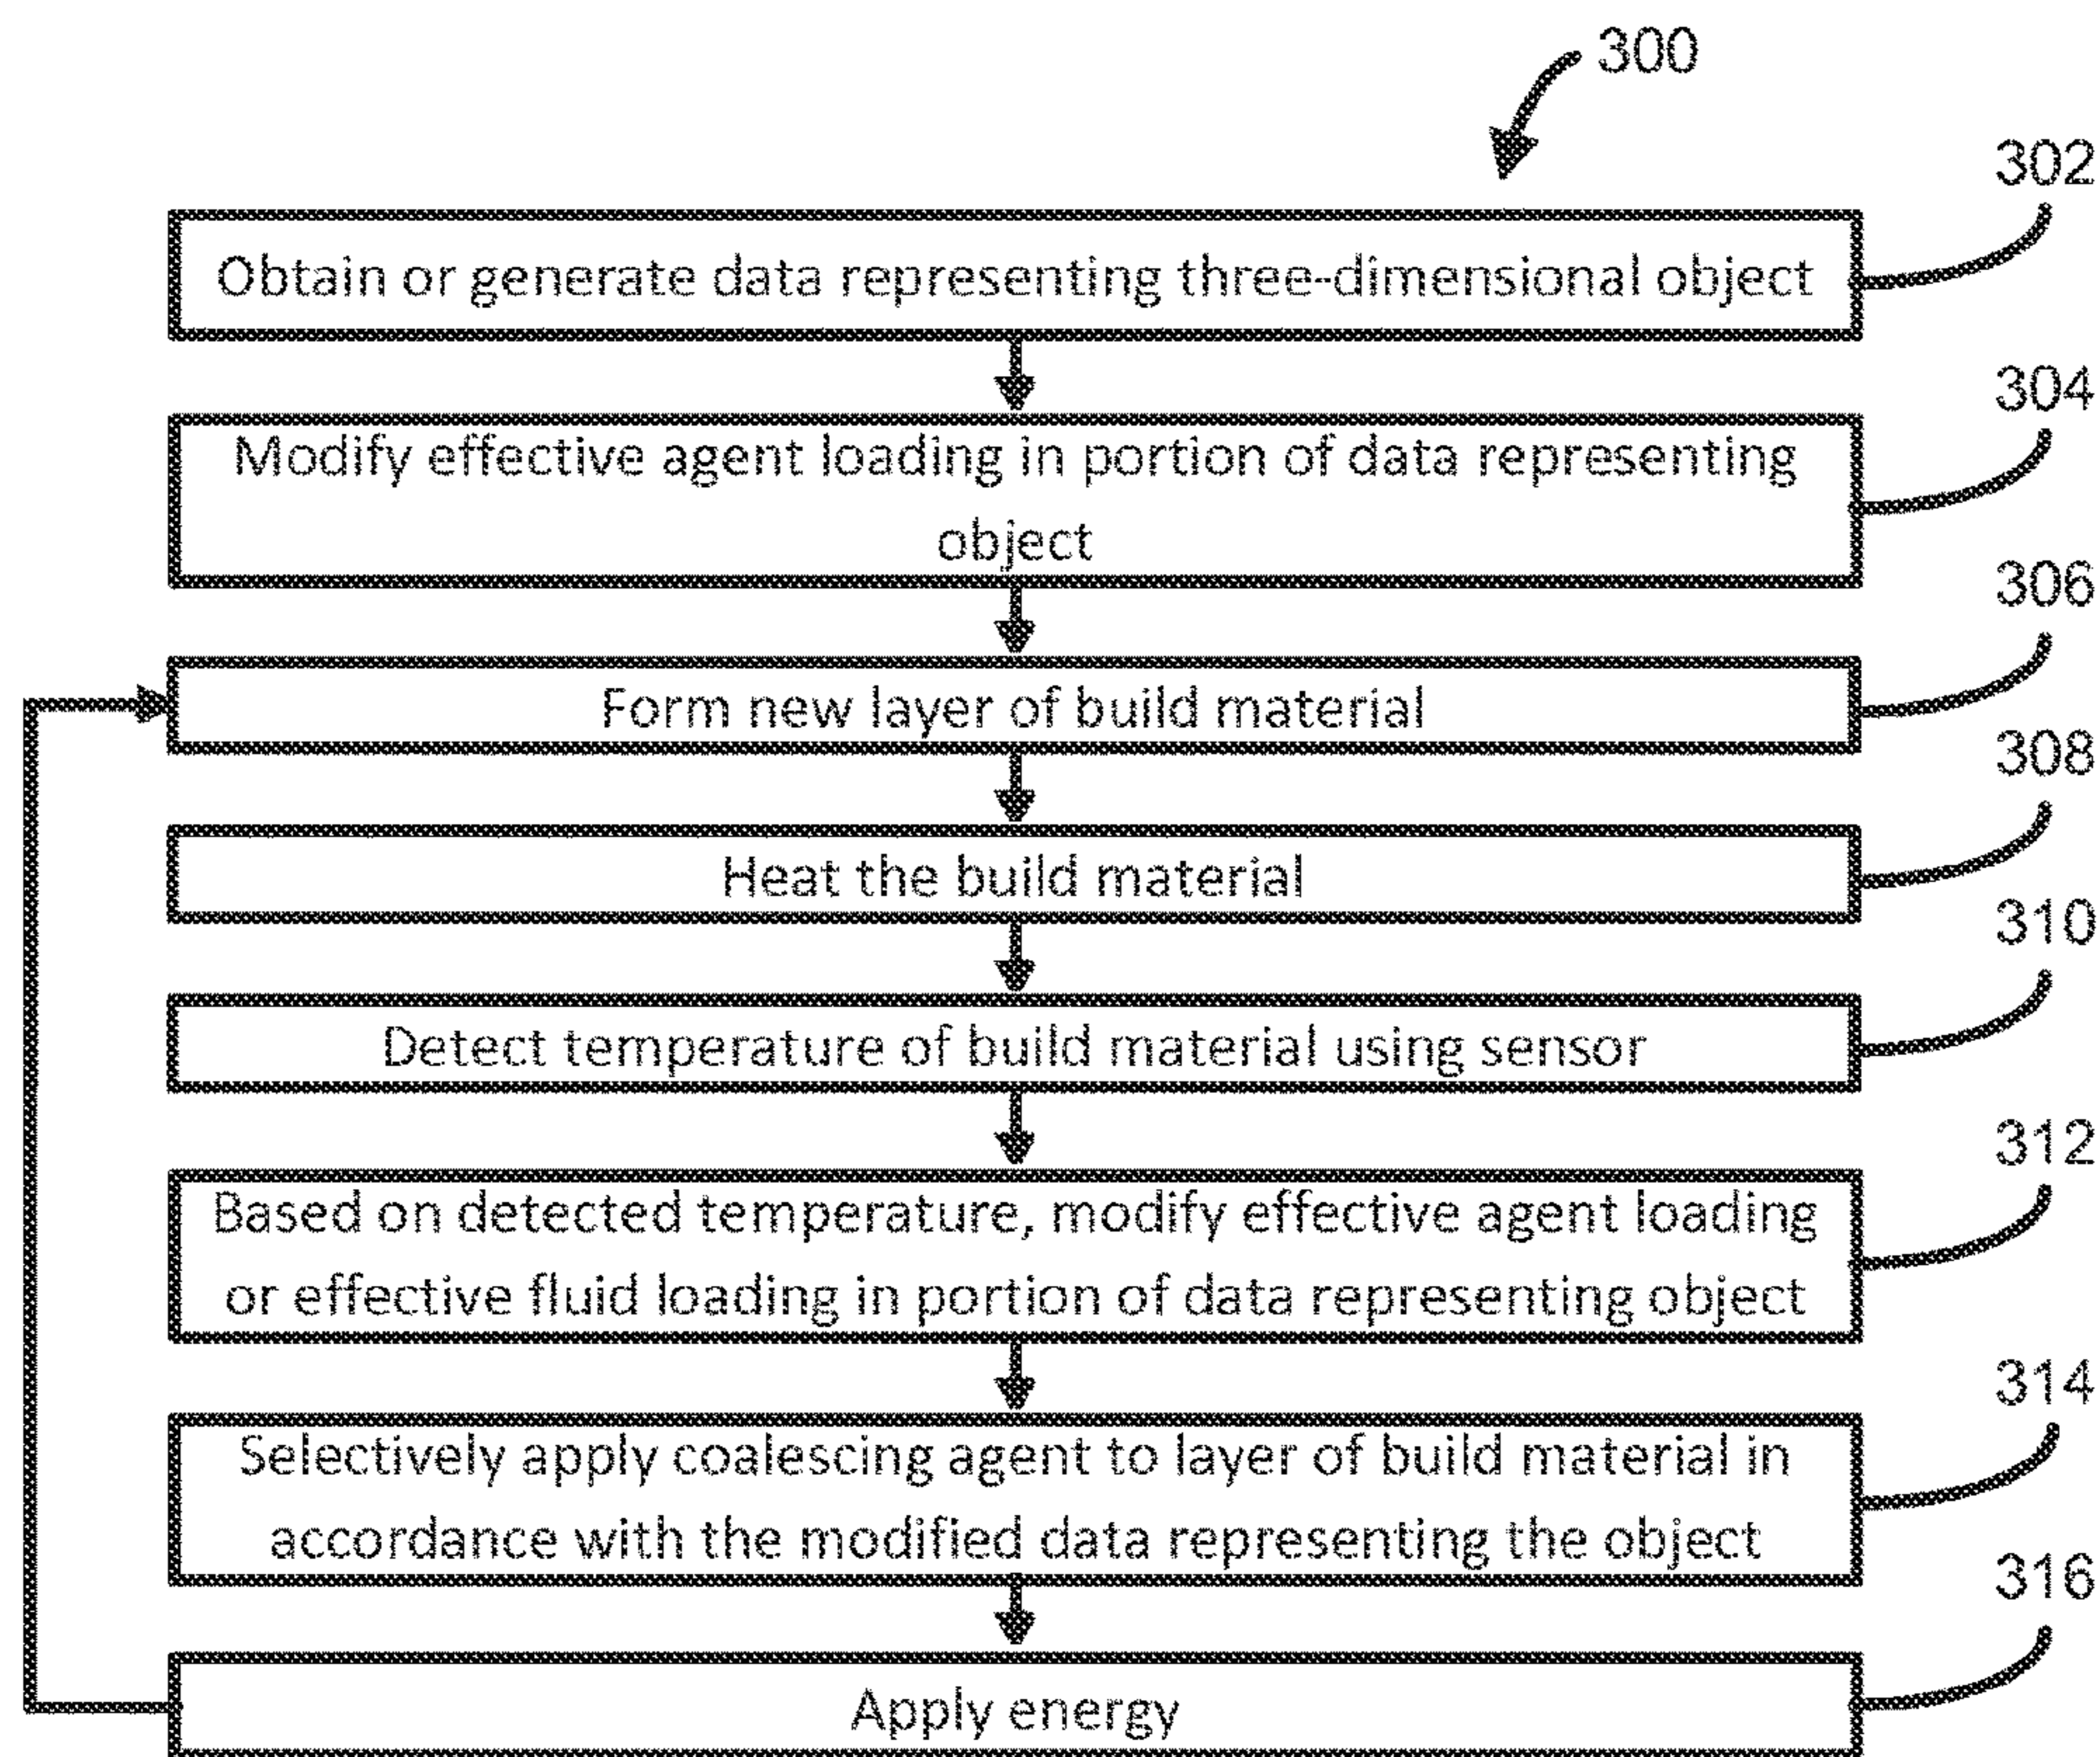 300
302
Obtain or generate data representing three-dimensional object
304
Modify effective agent loading in portion of data representing
object
306
Form new layer of build material
308
Heat the build material
310
Detect temperature of build material using sensor
312
Based on detected temperature, modify effective agent loading
or effective fluid loading in portion of data representing object
314
Selectively apply coalescing agent to layer of build material in
accordance with the modified data representing the object
316
Apply energy